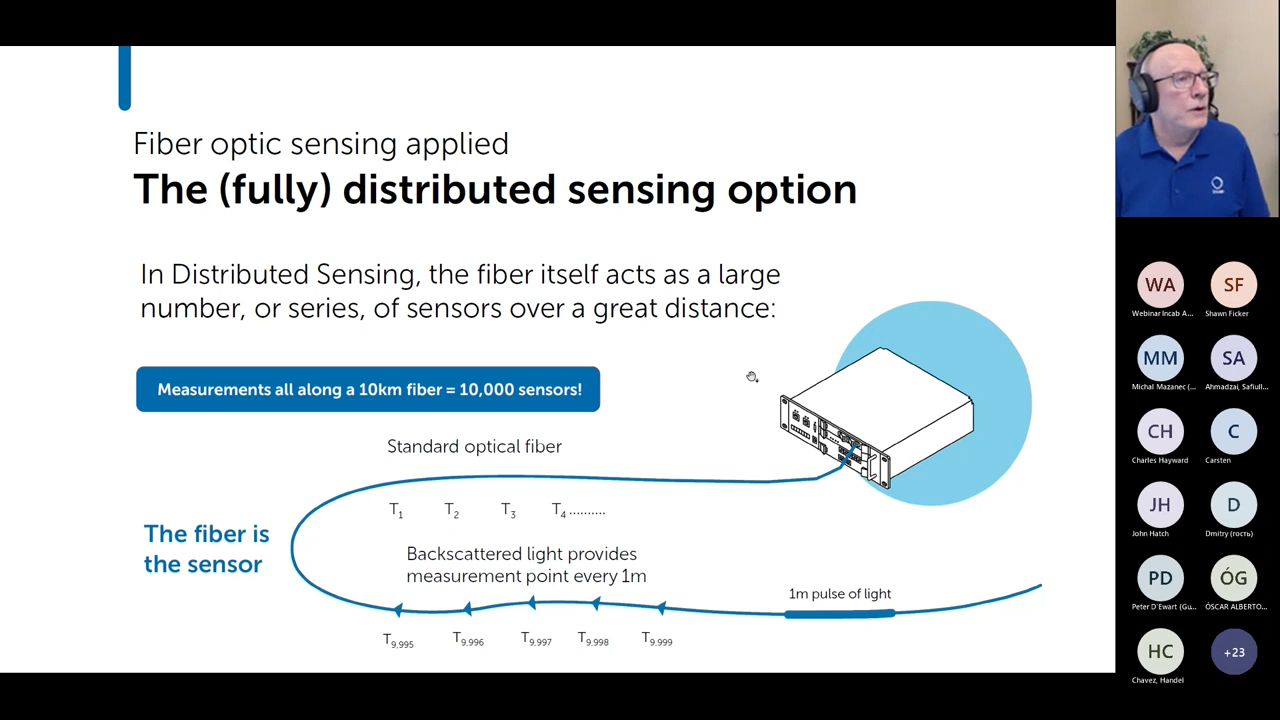 Fiber optic sensing applied
The (fully) distributed sensing option
In Distributed Sensing, the fiber itself acts as a large
number, or series, of sensors over a great distance:
Measurements all along a 10km fiber = 10,000 sensors!
Standard optical fiber
T1 T2 T3 T4..........
The fiber is
the sensor
Backscattered light provides
measurement point every 1m
1m pulse of light
T9.995 T9.996 T9.997 T9.998 T9.999
WA SF
Webinar Incab A... Shawn Ficker
MM SA
Michal Mazanec (... Ahmadzai, Safiull...
CH C
Charles Hayward Carsten
JH D
John Hatch Dmitry (гость)
PD ÓG
Peter D'Ewart (Gu... ÓSCAR ALBERTO...
HC +23
Chavez, Handel